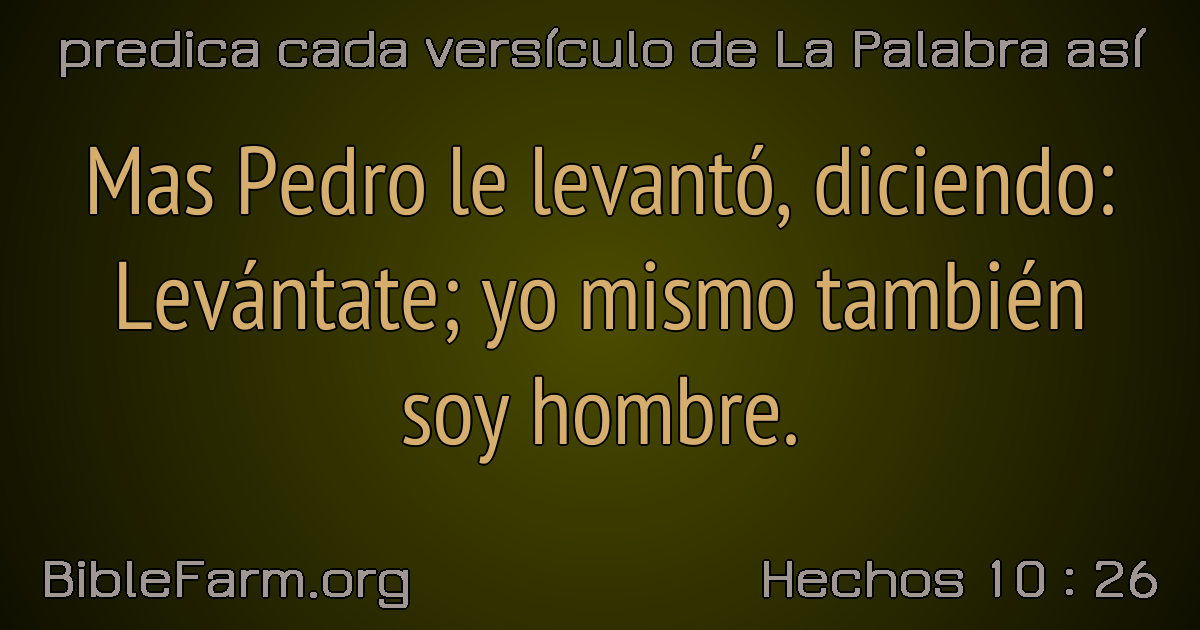 predica cada versículo de La Palabra así
Mas Pedro le levantó, diciendo:
Levántate; yo mismo también
soy hombre.
BibleFarm.org
Hechos 10 : 26